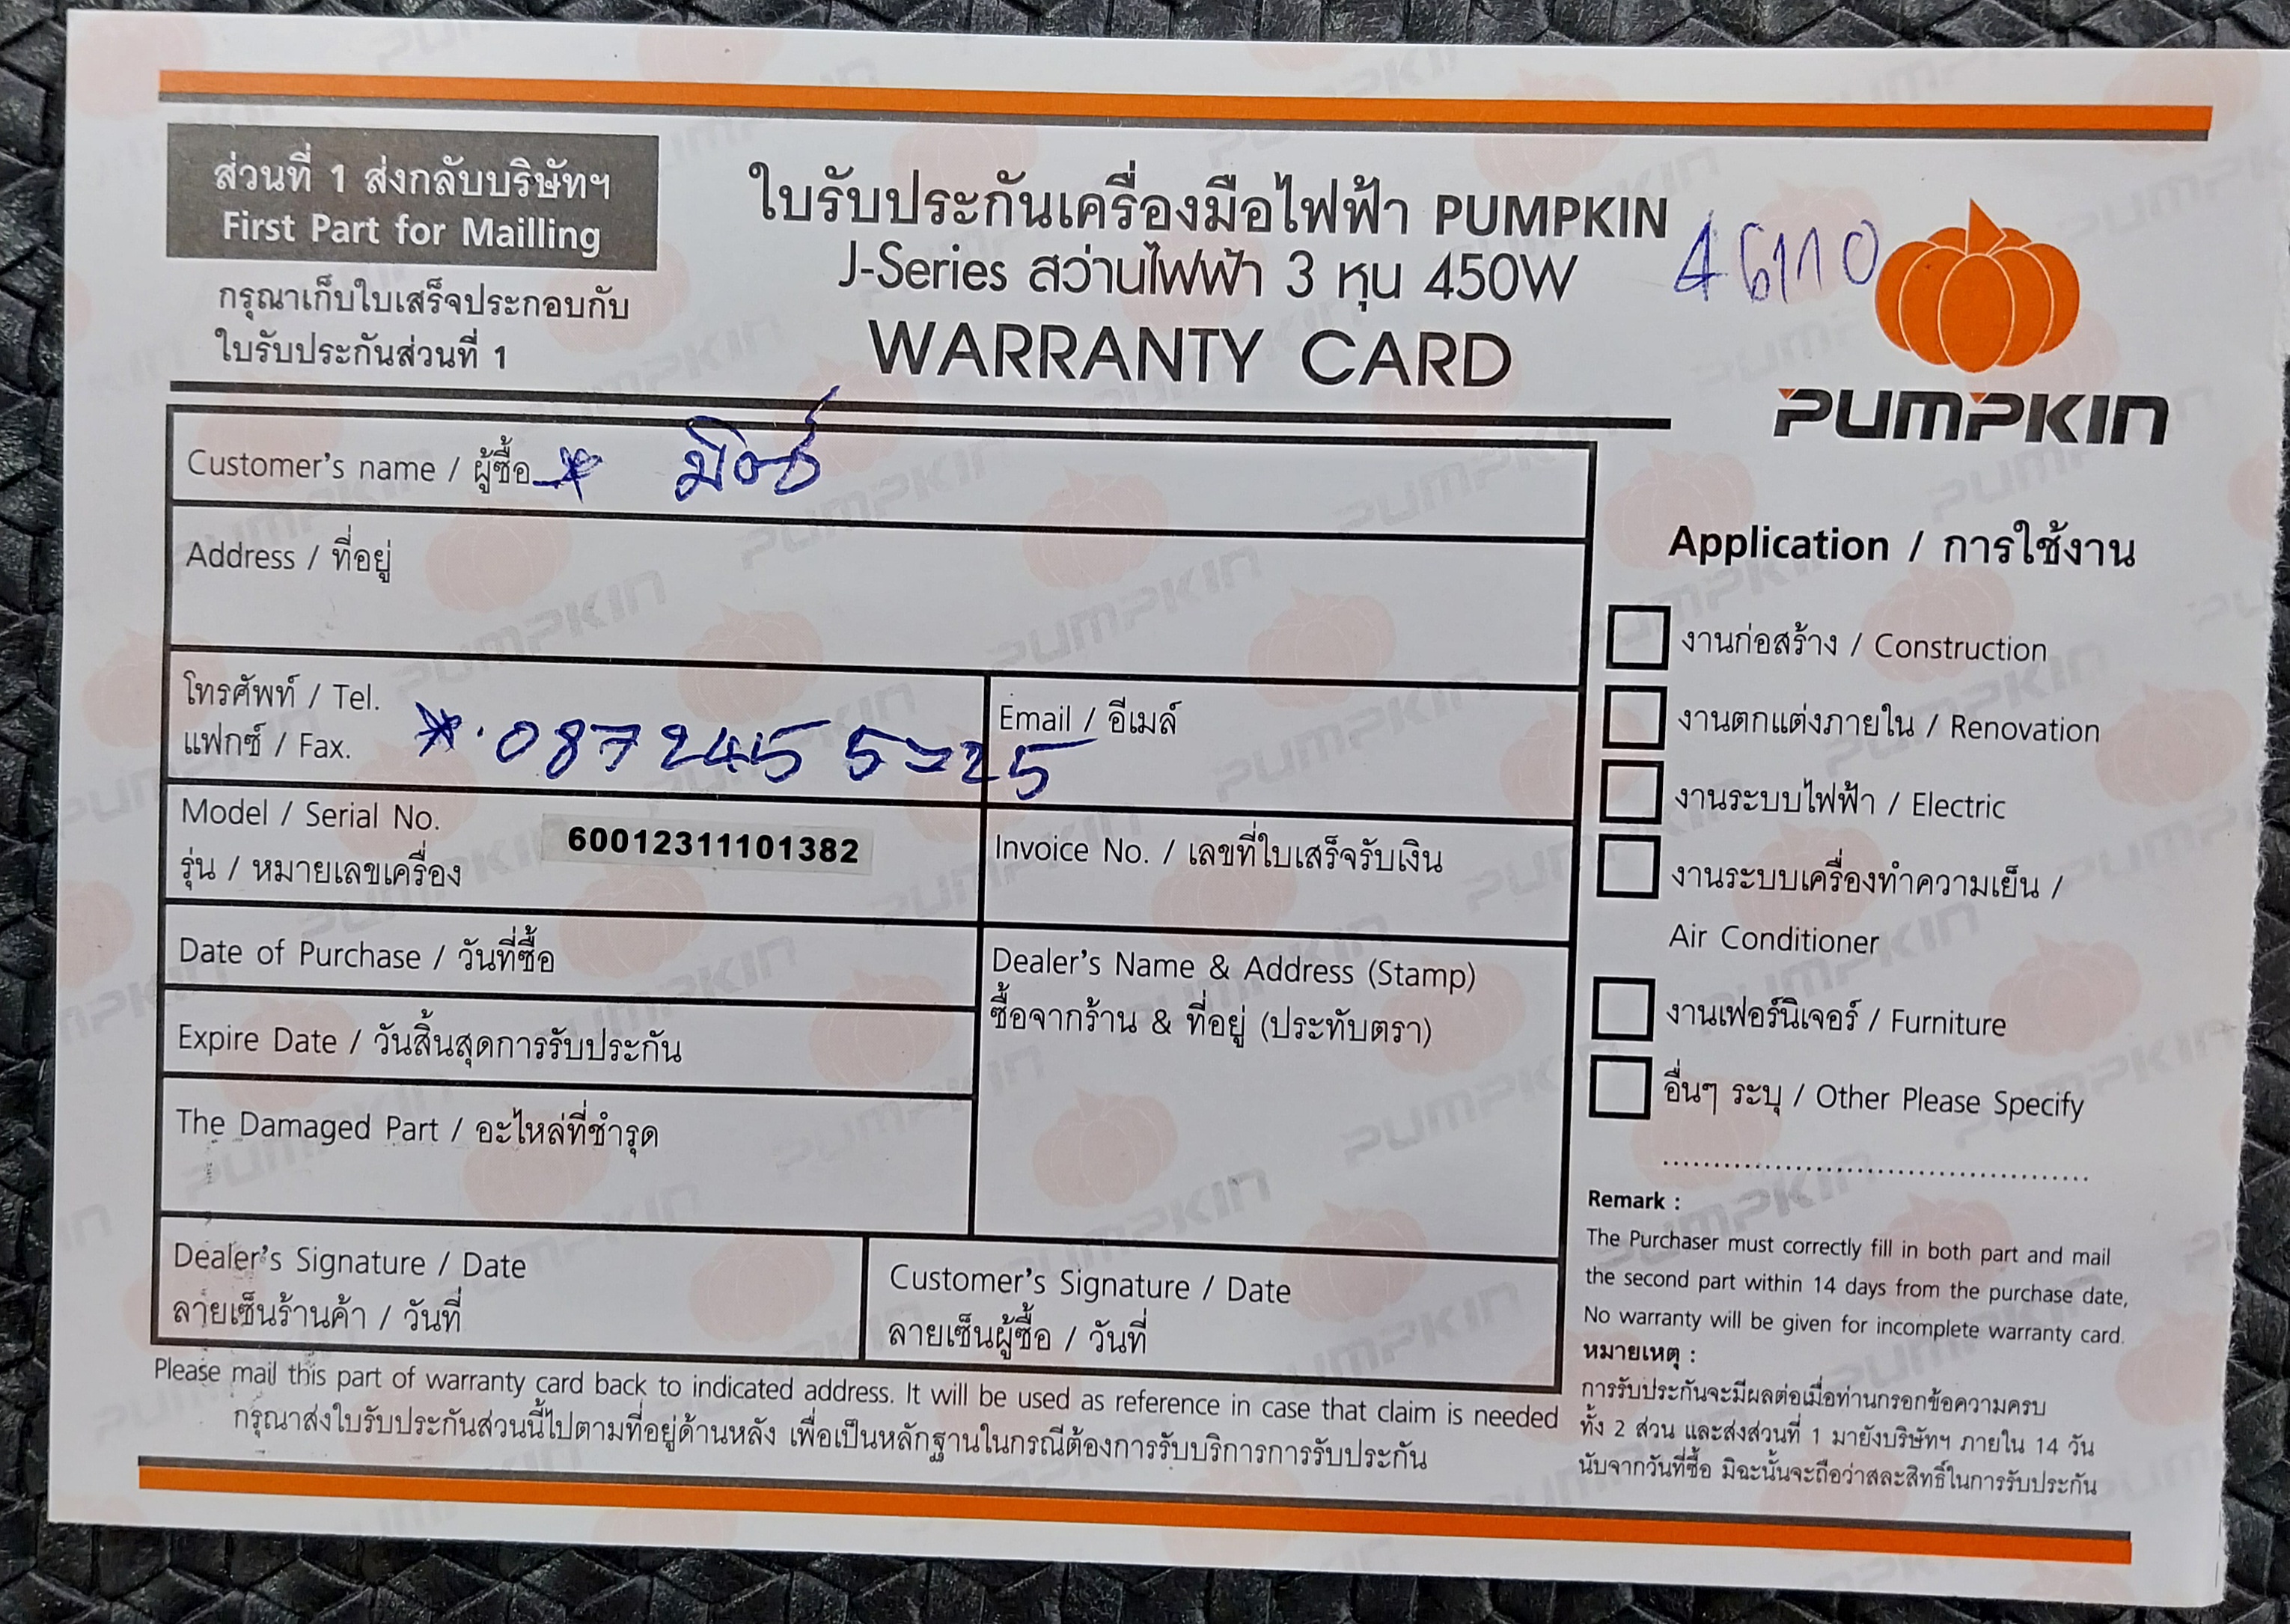 ส่วนที่ 1 ส่งกลับบริษัทฯ
First Part for Mailling
กรุณาเก็บใบเสร็จประกอบกับ
ใบรับประกันส่วนที่ 1
ใบรับประกันเครื่องมือไฟฟ้า PUMPKIN
J-Series สว่านไฟฟ้า 3 หุน 450W
WARRANTY CARD
46110
PUMPKIN
Customer's name / ผู้ซื้อ
Address / ที่อยู่
โทรศัพท์ / Tel.
แฟกซ์ / Fax.
Email / อีเมล์
Model / Serial No.
60012311101382
รุ่น / หมายเลขเครื่อง
Invoice No. / เลขที่ใบเสร็จรับเงิน
Date of Purchase / วันที่ซื้อ
Expire Date / วันสิ้นสุดการรับประกัน
The Damaged Part / อะไหล่ที่ชำรุด
Dealer's Name & Address (Stamp)
ซื้อจากร้าน & ที่อยู่ (ประทับตรา)
Dealer's Signature / Date
ลายเซ็นร้านค้า / วันที่
Customer's Signature / Date
ลายเซ็นผู้ซื้อ / วันที่
Please mail this part of warranty card back to indicated address. It will be used as reference in case that claim is needed
กรุณาส่งใบรับประกันส่วนนี้ไปตามที่อยู่ด้านหลัง เพื่อเป็นหลักฐานในกรณีต้องการรับบริการการรับประกัน
Application / การใช้งาน
งานก่อสร้าง / Construction
งานตกแต่งภายใน / Renovation
งานระบบไฟฟ้า / Electric
งานระบบเครื่องทำความเย็น /
Air Conditioner
งานเฟอร์นิเจอร์ / Furniture
อื่นๆ ระบุ / Other Please Specify
Remark :
The Purchaser must correctly fill in both part and mail
the second part within 14 days from the purchase date,
No warranty will be given for incomplete warranty card.
หมายเหตุ :
การรับประกันจะมีผลต่อเมื่อท่านกรอกข้อความครบ
ทั้ง 2 ส่วน และส่งส่วนที่ 1 มายังบริษัทฯ ภายใน 14 วัน
นับจากวันที่ซื้อ มิฉะนั้นจะถือว่าสละสิทธิ์ในการรับประกัน